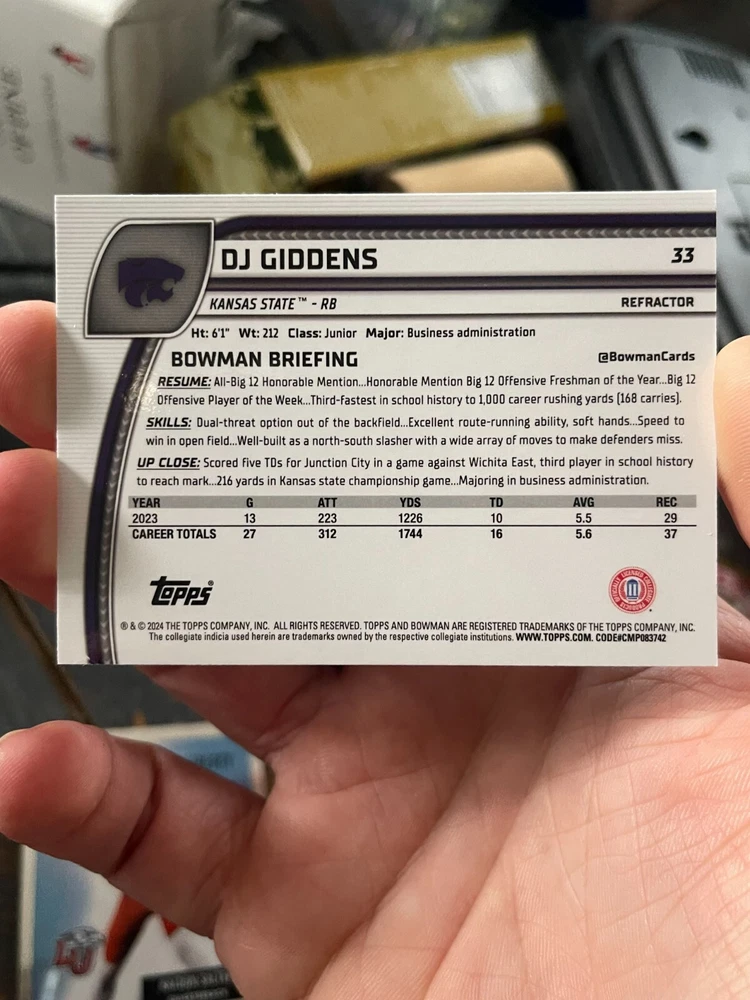 DJ GIDDENS
33
KANSAS STATE™ - RB
REFRACTOR
Ht: 6'1" Wt: 212 Class: Junior Major: Business administration
BOWMAN BRIEFING
@BowmanCards
RESUME: All-Big 12 Honorable Mention...Honorable Mention Big 12 Offensive Freshman of the Year...Big 12
Offensive Player of the Week...Third-fastest in school history to 1,000 career rushing yards (168 carries).
SKILLS: Dual-threat option out of the backfield...Excellent route-running ability, soft hands...Speed to
win in open field...Well-built as a north-south slasher with a wide array of moves to make defenders miss.
UP CLOSE: Scored five TDs for Junction City in a game against Wichita East, third player in school history
to reach mark...216 yards in Kansas state championship game...Majoring in business administration.
YEAR G ATT YDS TD AVG REC
2023 13 223 1226 10 5.5 29
CAREER TOTALS 27 312 1744 16 5.6 37
topps®
OFFICIALLY LICENSED COLLEGIATE PRODUCTS
® & © 2024 THE TOPPS COMPANY, INC. ALL RIGHTS RESERVED. TOPPS AND BOWMAN ARE REGISTERED TRADEMARKS OF THE TOPPS COMPANY, INC.
The collegiate indicia used herein are trademarks owned by the respective collegiate institutions. WWW.TOPPS.COM. CODE#CMP083742